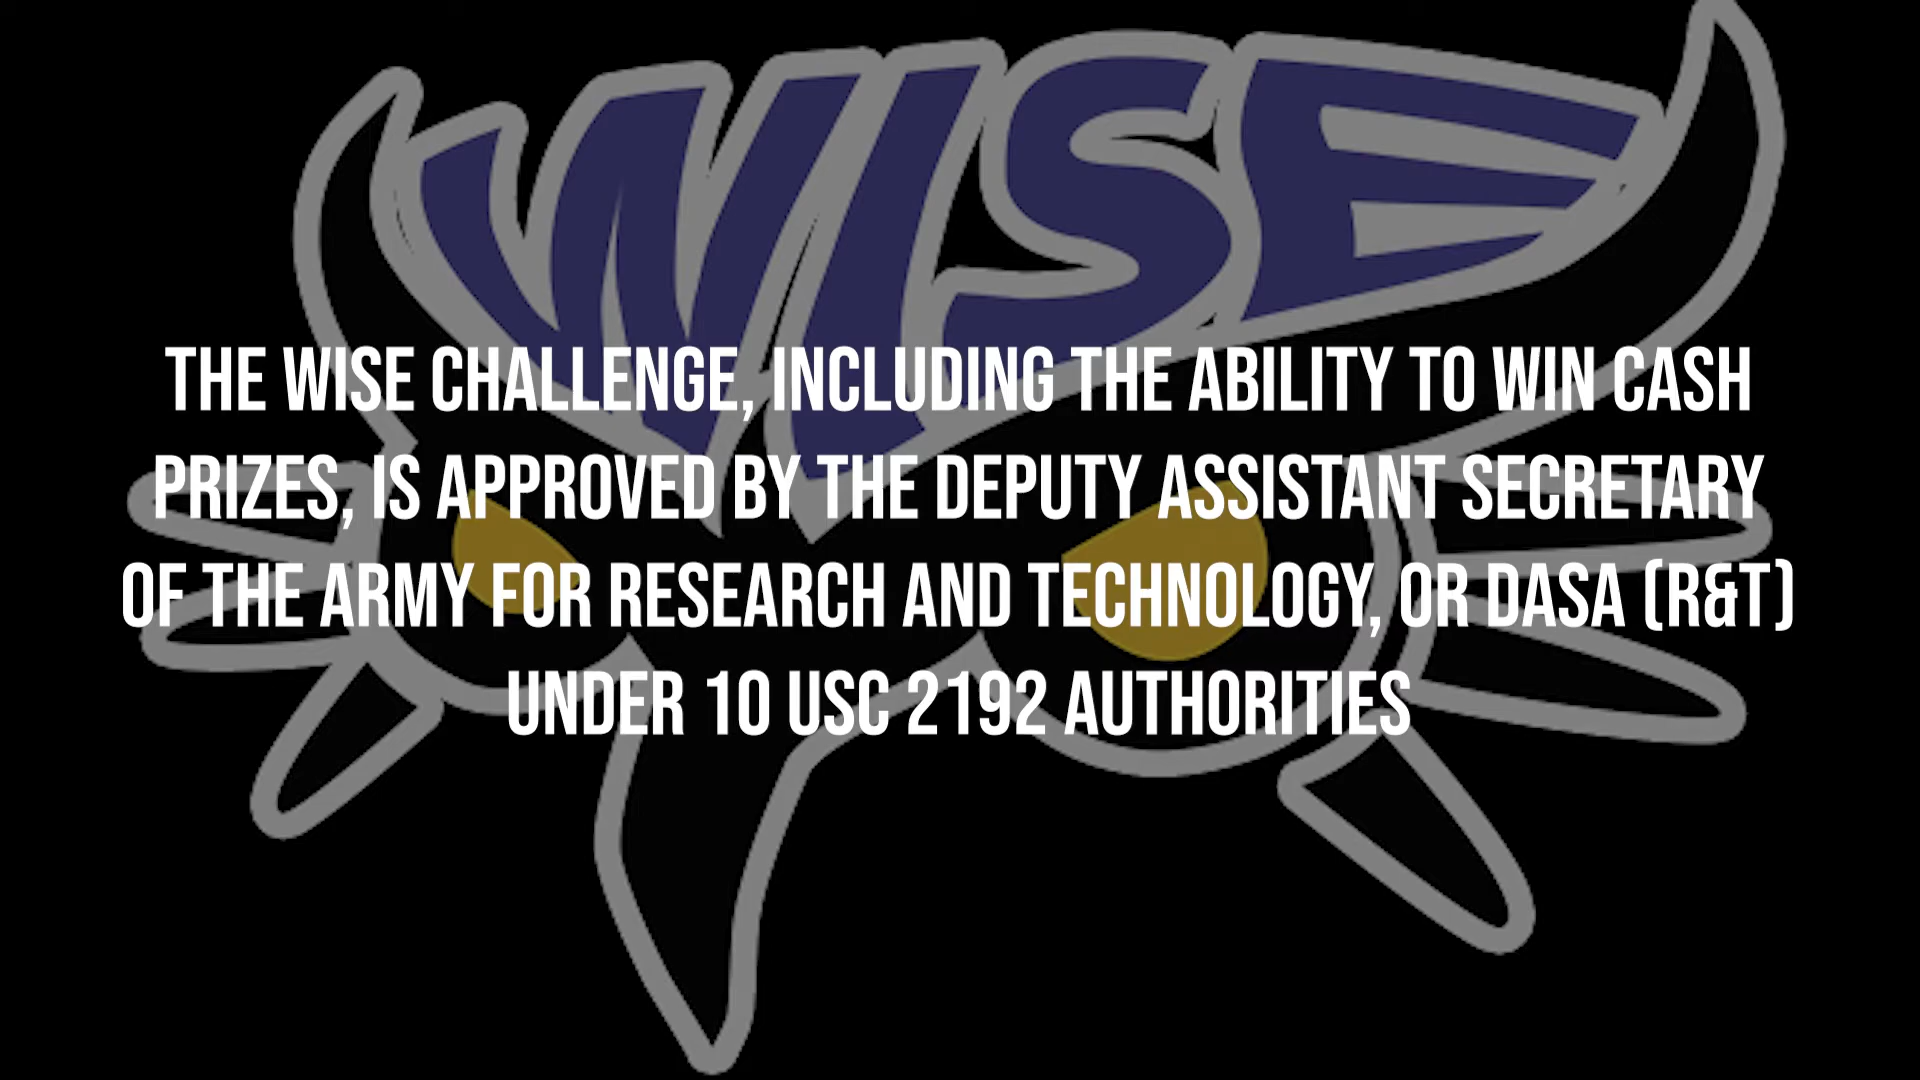 WISE
THE WISE CHALLENGE, INCLUDING THE ABILITY TO WIN CASH
PRIZES, IS APPROVED BY THE DEPUTY ASSISTANT SECRETARY
OF THE ARMY FOR RESEARCH AND TECHNOLOGY, OR DASA (R&T)
UNDER 10 USC 2192 AUTHORITIES